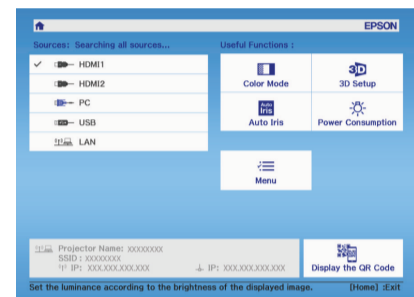 EPSON
Sources: Searching all sources...
HDMI1
HDMI2
PC
USB
LAN
Useful Functions :
Color Mode
3D
3D Setup
Auto
Iris
Auto Iris
Power Consumption
Menu
Projector Name: XXXXXXXX
SSID : XXXXXXXX
IP: XXX.XXX.XXX.XXX
IP: XXX.XXX.XXX.XXX
Display the QR Code
Set the luminance according to the brightness of the displayed image.
[Home] :Exit